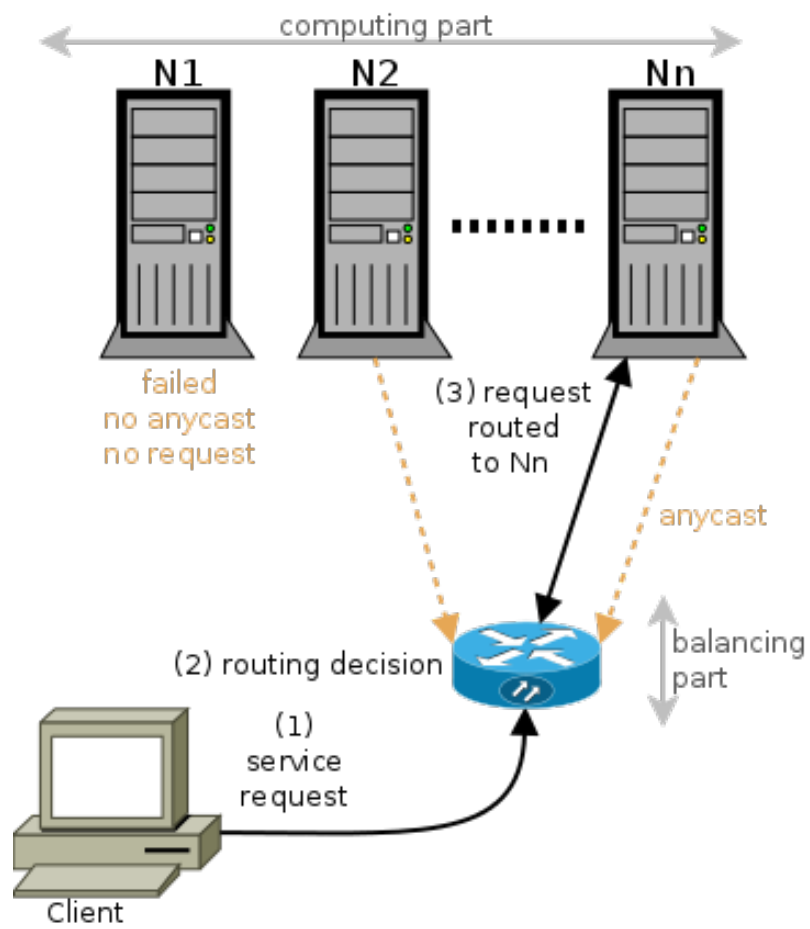 computing part
N1
N2
Nn
failed
no anycast
no request
(3) request
routed
to Nn
anycast
(2) routing decision
balancing
part
(1)
service
request
Client